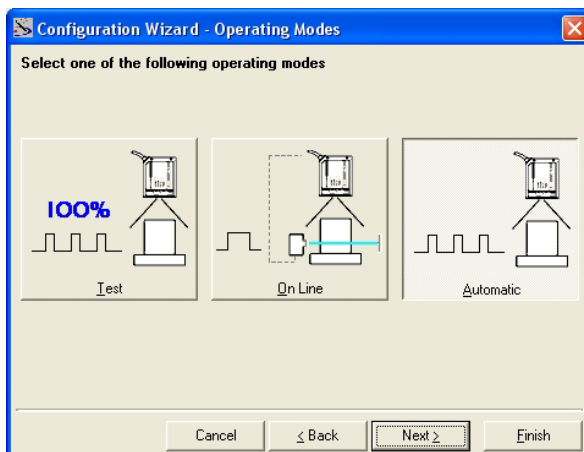 Configuration Wizard - Operating Modes
Select one of the following operating modes
100%
Test
On Line
Automatic
Cancel
< Back
Next >
Finish